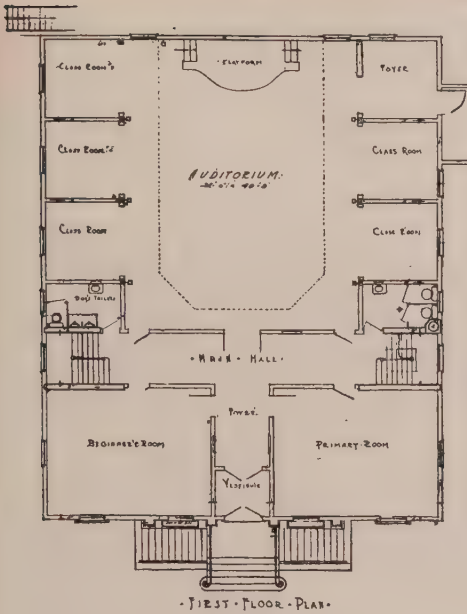 PLATFORM
CLASS ROOM
FOYER
CLASS ROOM
CLASS ROOM
AUDITORIUM
CLASS ROOM
CLASS ROOM
BOYS TOILETS
MAIN HALL
BEGINNER'S ROOM
PRIMARY ROOM
VESTIBULE
FIRST FLOOR PLAN